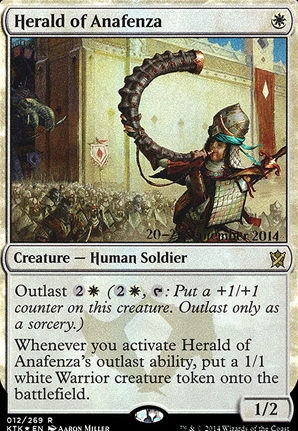 Herald of Anafenza
20–21 September 2014
Creature — Human Soldier
Outlast 2 (2, : Put a +1/+1
counter on this creature. Outlast only as
a sorcery.)
Whenever you activate Herald of
Anafenza's outlast ability, put a 1/1
white Warrior creature token onto the
battlefield.
1/2
012/269 R
KTK ★ EN Aaron Miller
™ & © 2014 Wizards of the Coast